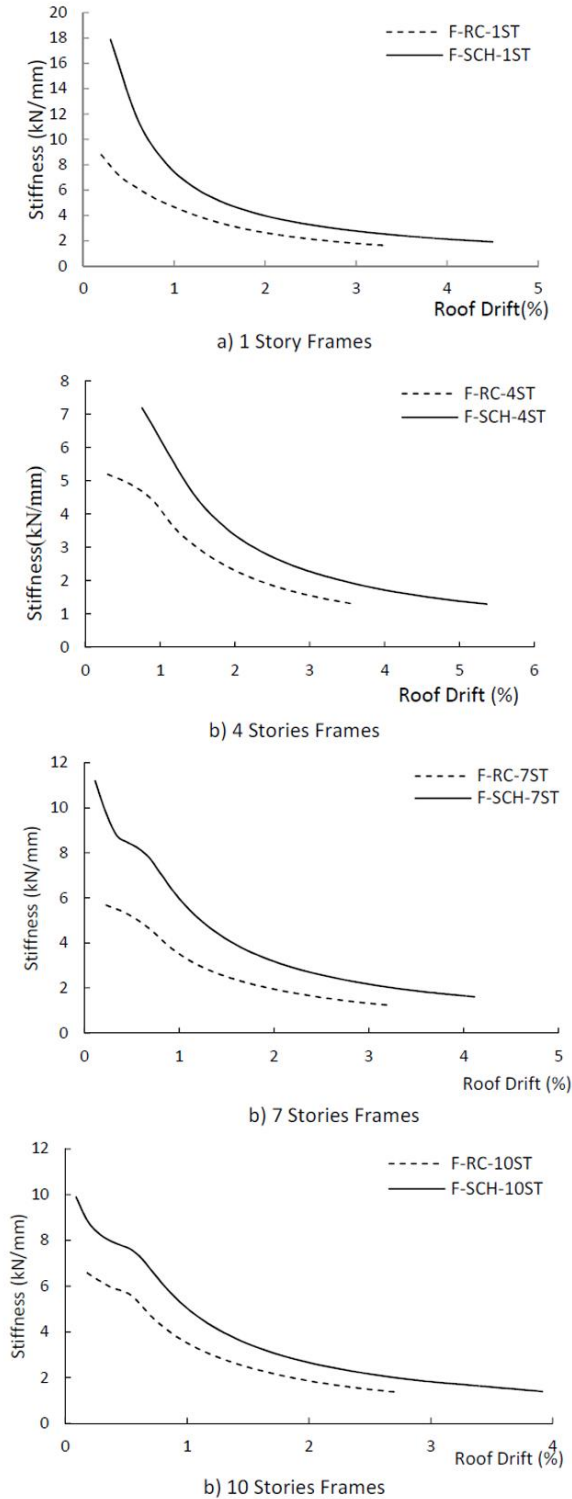 F-RC-1ST
F-SCH-1ST
Stiffness (kN/mm)
20
18
16
14
12
10
8
6
4
2
0
0 1 2 3 4 5
Roof Drift(%)
a) 1 Story Frames
F-RC-4ST
F-SCH-4ST
Stiffness(kN/mm)
8
7
6
5
4
3
2
1
0
0 1 2 3 4 5 6
Roof Drift (%)
b) 4 Stories Frames
F-RC-7ST
F-SCH-7ST
Stiffness (kN/mm)
12
10
8
6
4
2
0
0 1 2 3 4 5
Roof Drift (%)
b) 7 Stories Frames
F-RC-10ST
F-SCH-10ST
Stiffness (kN/mm)
12
10
8
6
4
2
0
0 1 2 3 4
Roof Drift (%)
b) 10 Stories Frames